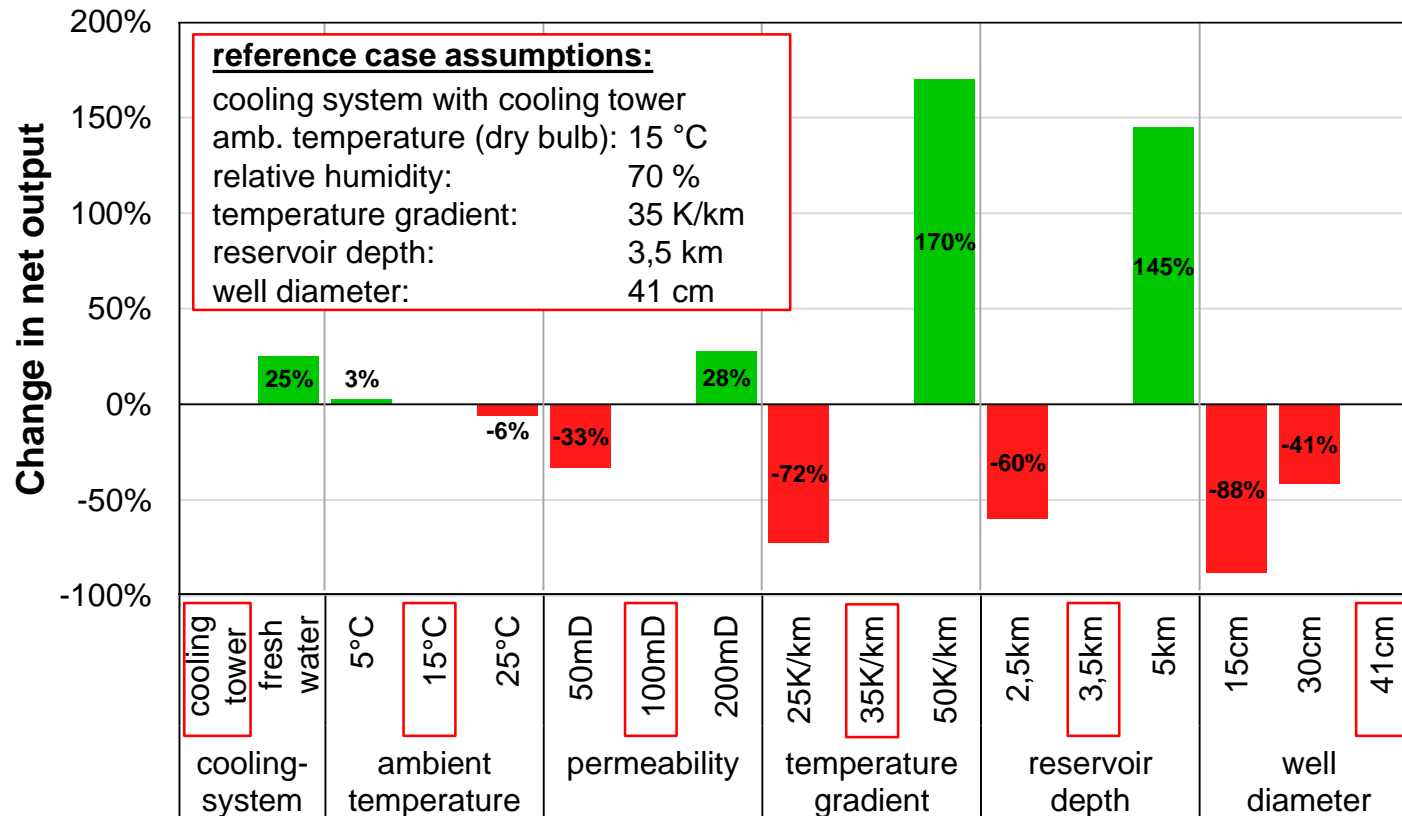 Change in net output
200%
150%
100%
50%
0%
-50%
-100%
reference case assumptions:
cooling system with cooling tower
amb. temperature (dry bulb): 15 °C
relative humidity: 70 %
temperature gradient: 35 K/km
reservoir depth: 3,5 km
well diameter: 41 cm
25%
3%
-6%
-33%
28%
-72%
170%
-60%
145%
-88%
-41%
cooling
tower
fresh
water
5°C
15°C
25°C
50mD
100mD
200mD
25K/km
35K/km
50K/km
2,5km
3,5km
5km
15cm
30cm
41cm
cooling-
system
ambient
temperature
permeability
temperature
gradient
reservoir
depth
well
diameter